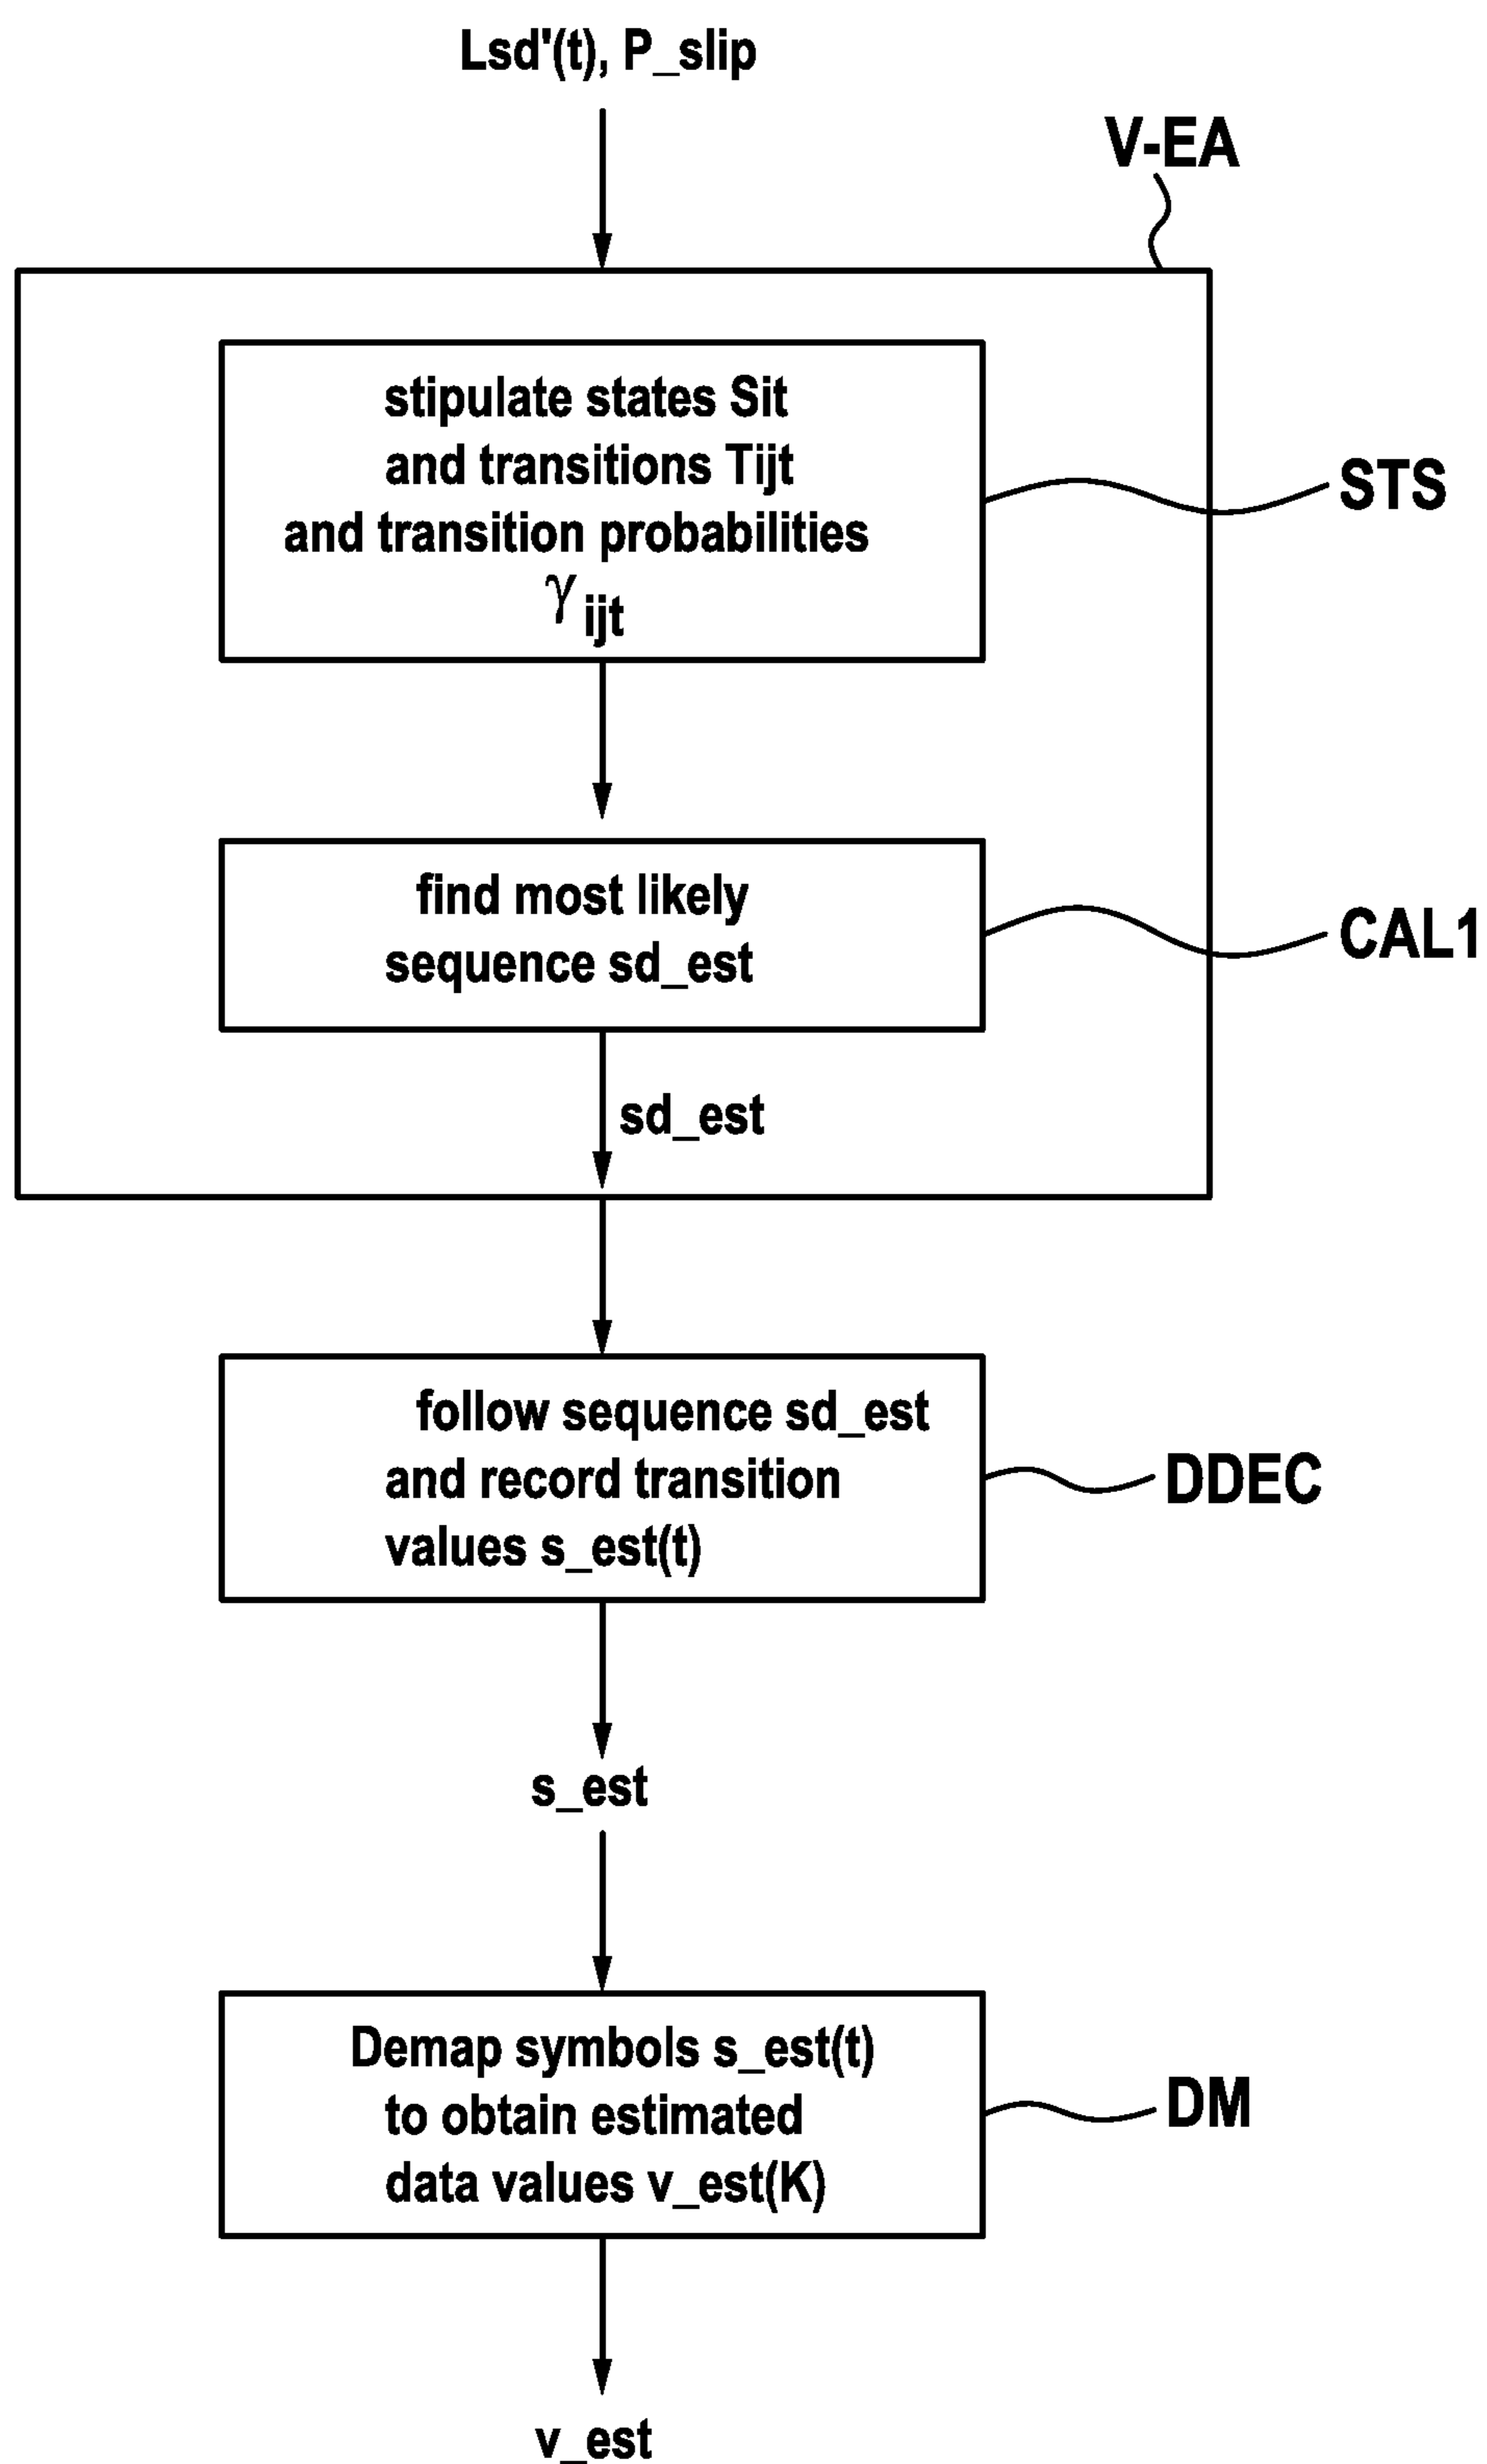 Lsd'(t), P_slip
V-EA
stipulate states Sit
and transitions Tijt
and transition probabilities
γ ijt
STS
find most likely
sequence sd_est
CAL1
sd_est
follow sequence sd_est
and record transition
values s_est(t)
DDEC
s_est
Demap symbols s_est(t)
to obtain estimated
data values v_est(K)
DM
v_est